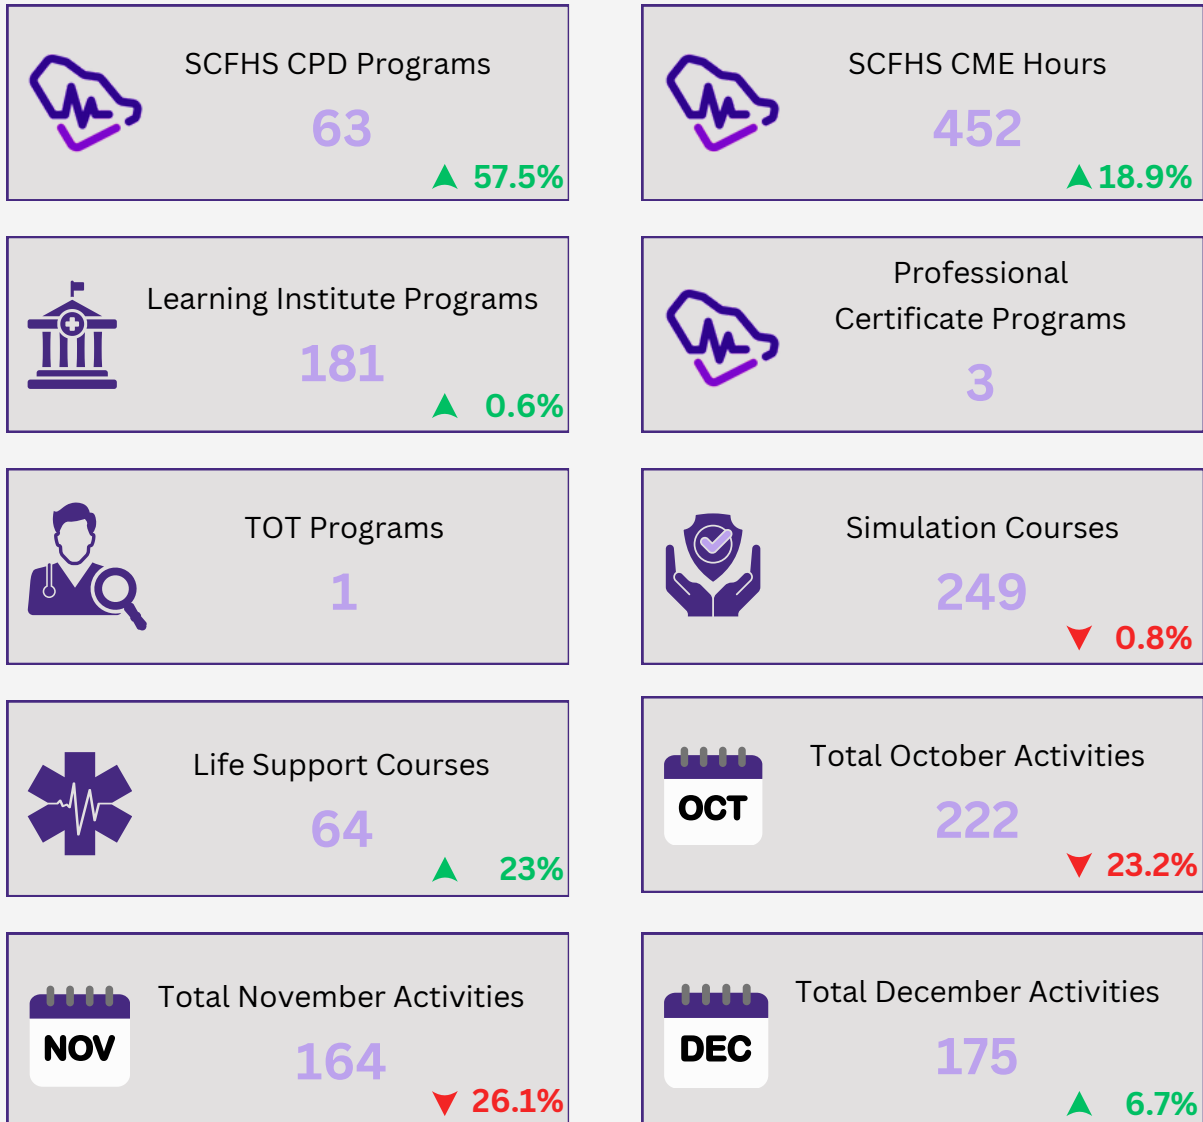 SCFHS CPD Programs
63
57.5%
SCFHS CME Hours
452
18.9%
Learning Institute Programs
181
0.6%
Professional
Certificate Programs
3
TOT Programs
1
Simulation Courses
249
0.8%
Life Support Courses
64
23%
OCT
Total October Activities
222
23.2%
NOV
Total November Activities
164
26.1%
DEC
Total December Activities
175
6.7%